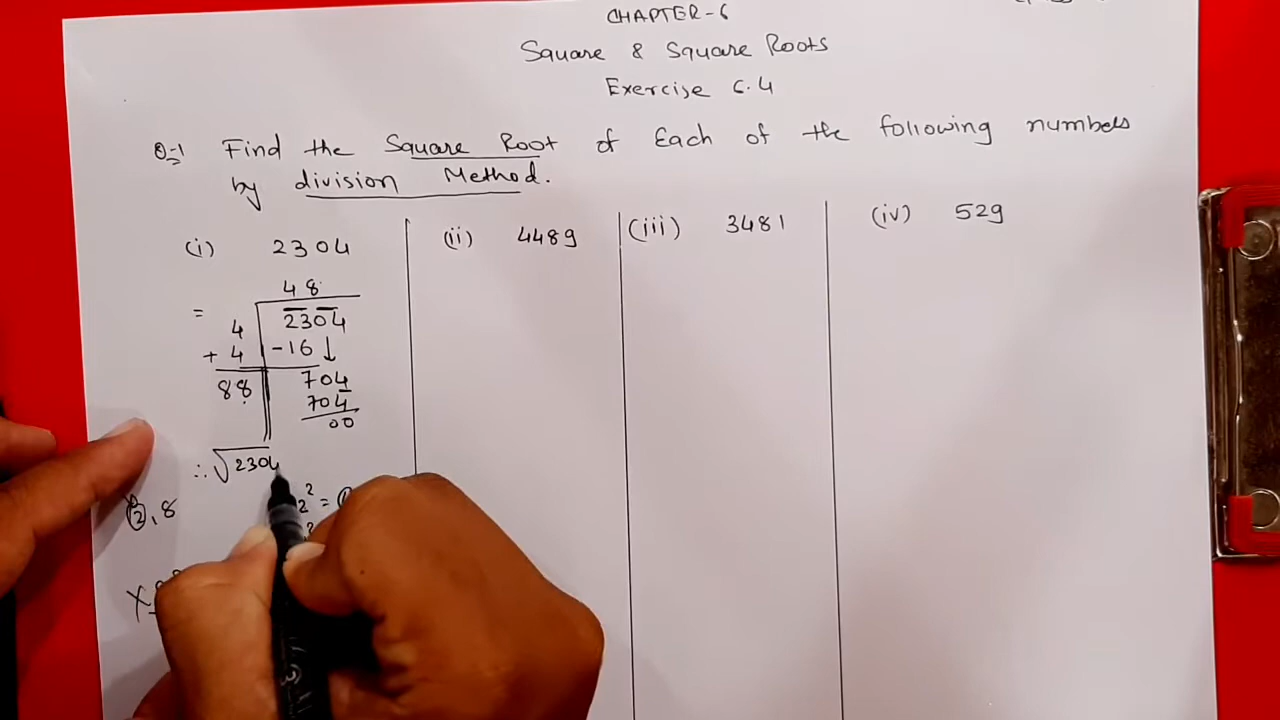 CHAPTER-6
Square & Square Roots
Exercise 6.4
Q-1 Find the Square Root of Each of the following numbers
by division Method.
(i) 2304
(ii) 4489
(iii) 3481
(iv) 529
48
= 4 2304
+ 4 -16 ↓
88 704
704
00
∴ √2304
2, 8
2² =